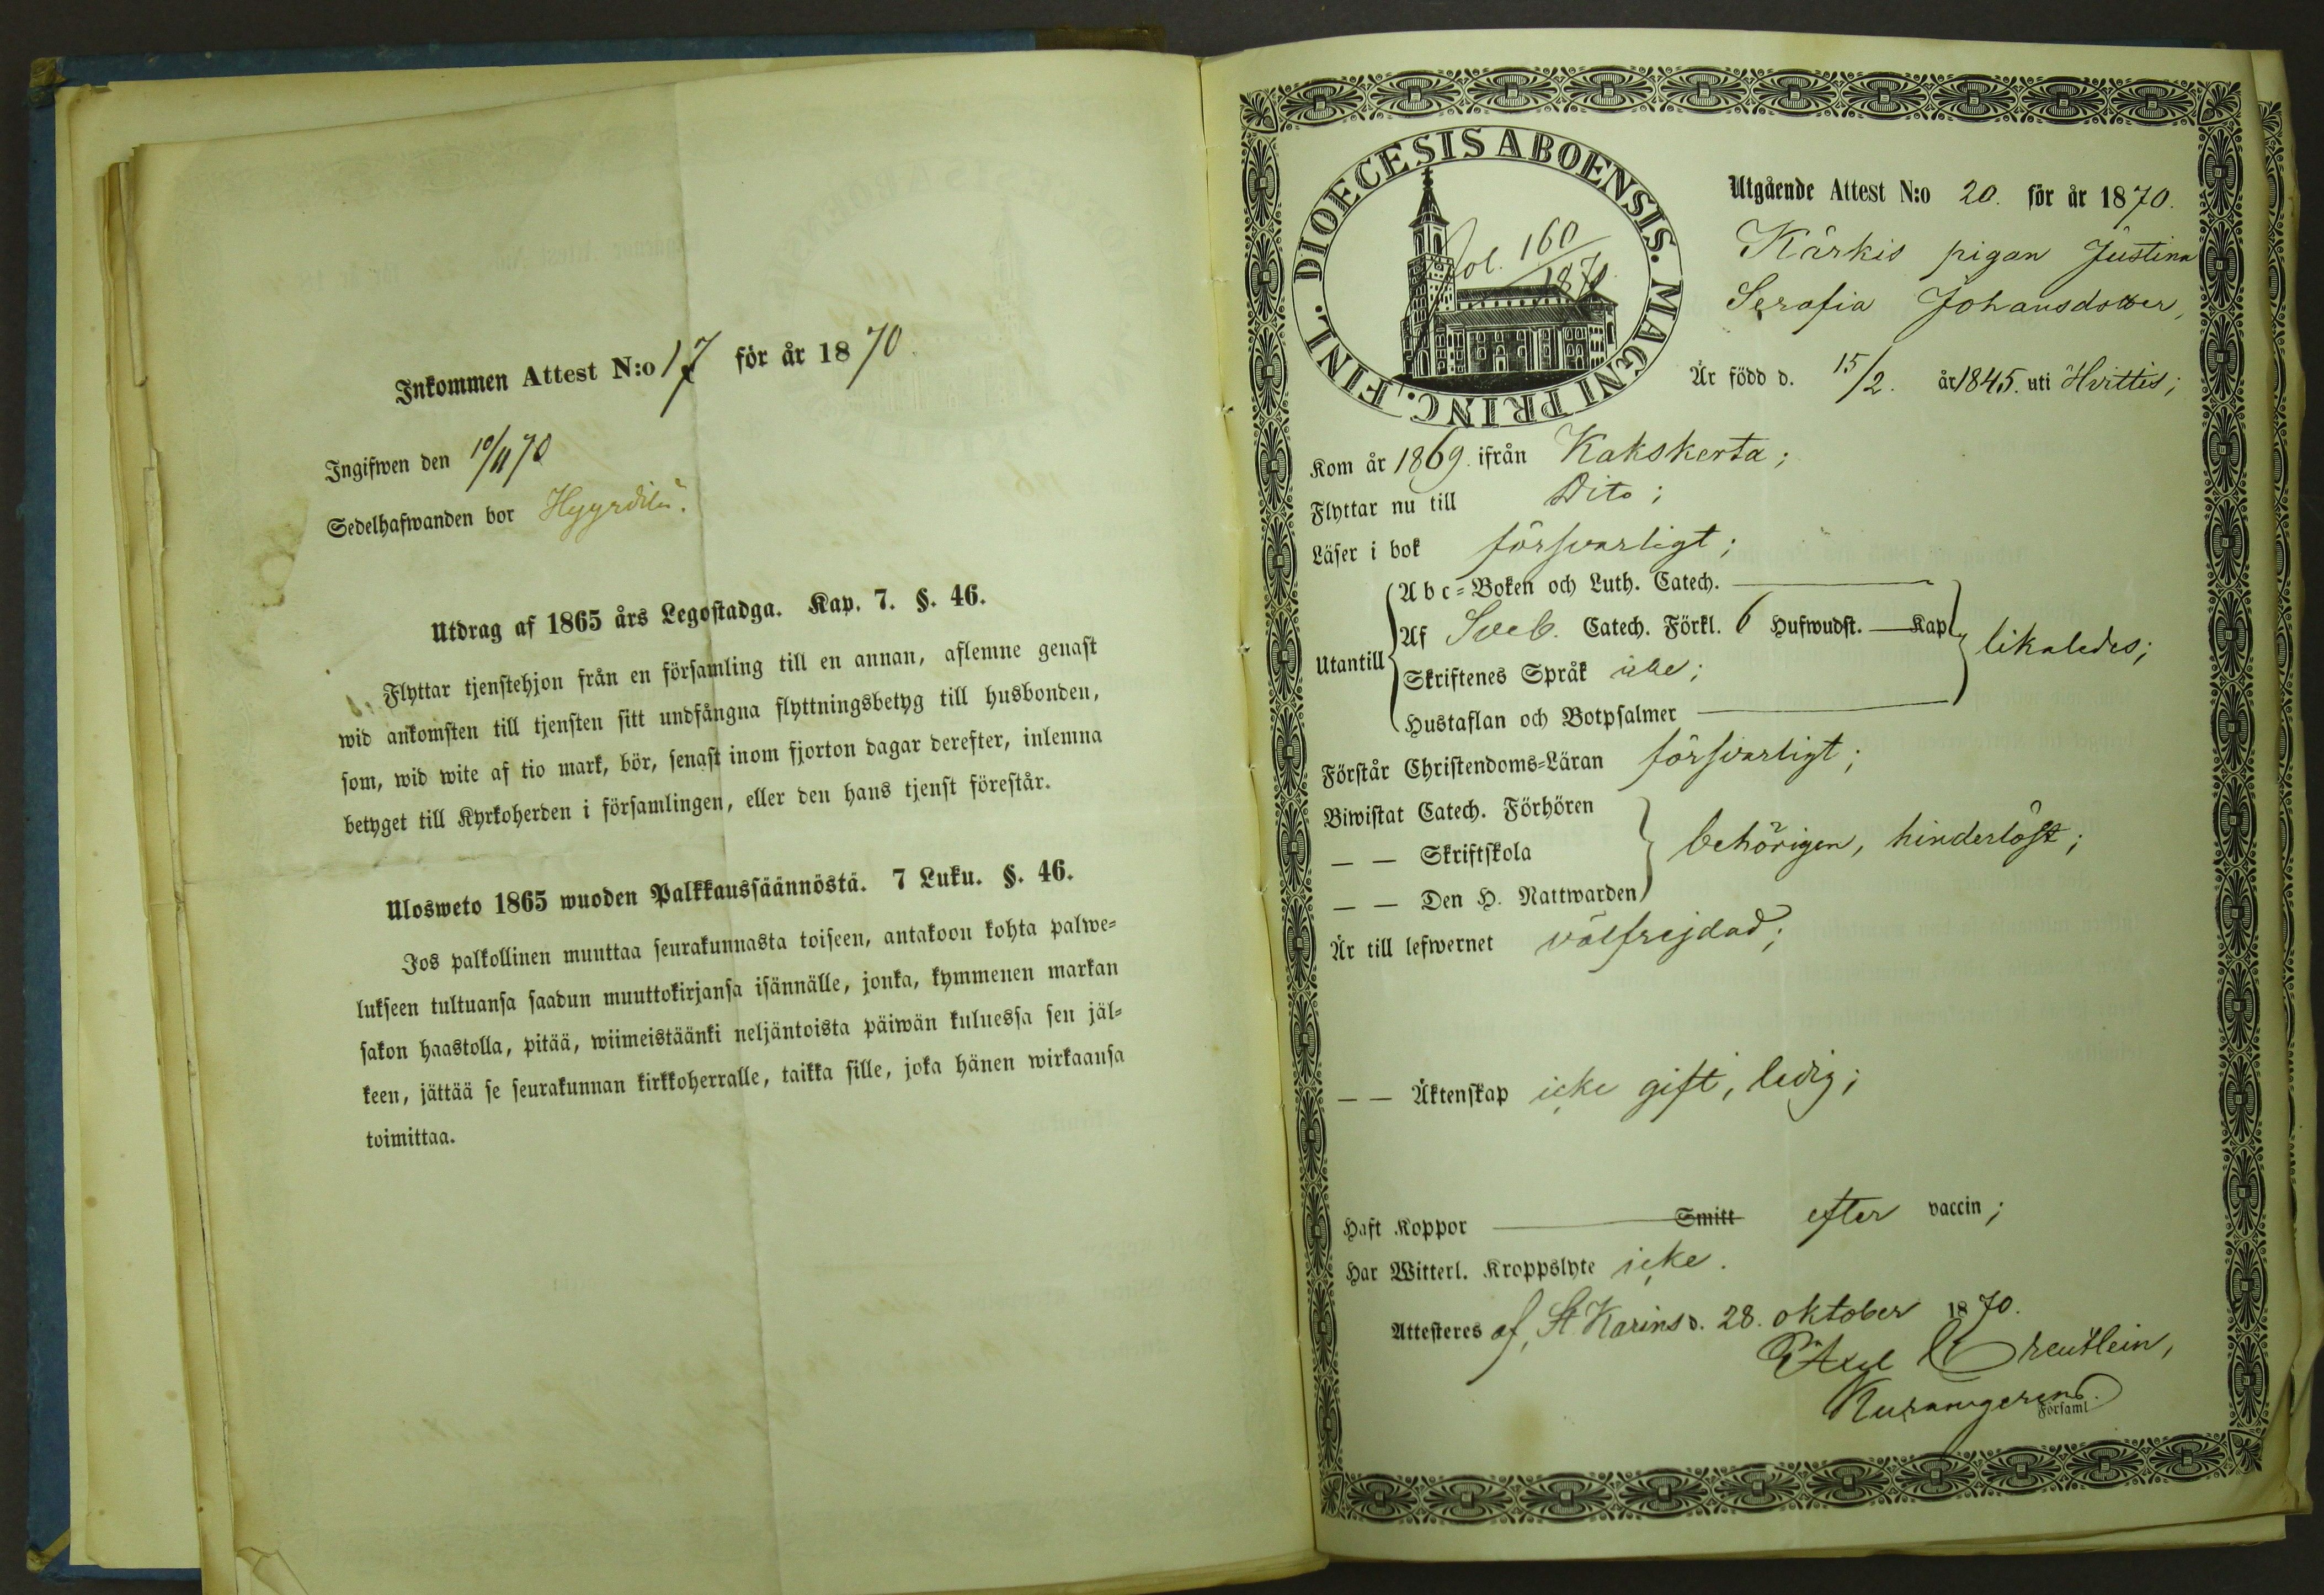 Inkommen Attest N:o 17 för år 1870.
Ingifwen den 10/11 70
Sedelhafwanden bor Hyyrdilä.
Utdrag af 1865 års Legostadga. Kap. 7. §. 46.
Flyttar tjenstehjon från en församling till en annan, aflemne genast
wid ankomsten till tjensten sitt undfångna flyttningsbetyg till husbonden,
som, wid wite af tio mark, bör, senast inom fjorton dagar derefter, inlemna
betyget till Kyrkoherden i församlingen, eller den hans tjenst förestår.
Ulosweto 1865 wuoden Palkkaussäännöstä. 7 Luku. §. 46.
Jos palkollinen muuttaa seurakunnasta toiseen, antakoon kohta palwe-
lukseen tultuansa saadun muuttokirjansa isännälle, jonka, kymmenen markan
sakon haastolla, pitää, wiimeistäänki neljäntoista päiwän kuluessa sen jäl-
keen, jättää se seurakunnan kirkkoherralle, taikka sille, joka hänen wirkaansa
toimittaa.
DIOECESIS ABOENSIS. MAGNI PRINC. FINL.
Fol. 160
1870.
Utgående Attest N:o 20. för år 1870.
Kärkis pigan Justina
Serafia Johansdotter,
Är född d. 15/2. år 1845. uti Hvittis;
Kom år 1869. ifrån Kakskerta;
Flyttar nu till Dito;
Läser i bok försvarligt;
Utantill
Abc-Boken och Luth. Catech.
Af Sveb. Catech. Förkl. 6 Hufwudst. — Kap
Skriftenes Språk icke;
Hustaflan och Botpsalmer
likaledes;
Förstår Christendoms-Läran försvarligt;
Biwistat Catech. Förhören
— — Skriftskola
— — Den H. Nattwarden
behörigen, hinderlöst;
Är till lefwernet välfrejdad;
— — Äktenskap icke gift, ledig;
Haft Koppor — Smitt efter vaccin;
Har Witterl. Kroppslyte icke.
Attesteres af, St. Karins d. 28. oktober 1870.
Axel Creutlein,
Församl